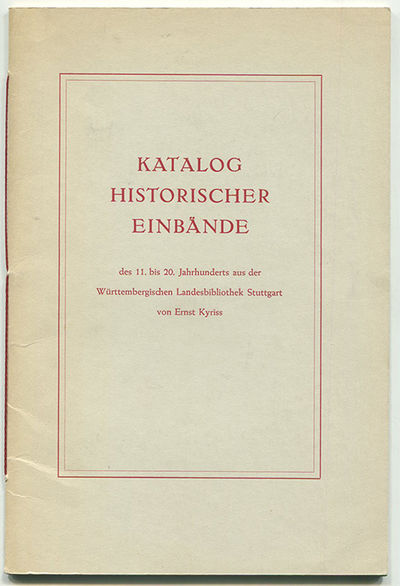 KATALOG
HISTORISCHER
EINBÄNDE
des 11. bis 20. Jahrhunderts aus der
Württembergischen Landesbibliothek Stuttgart
von Ernst Kyriss